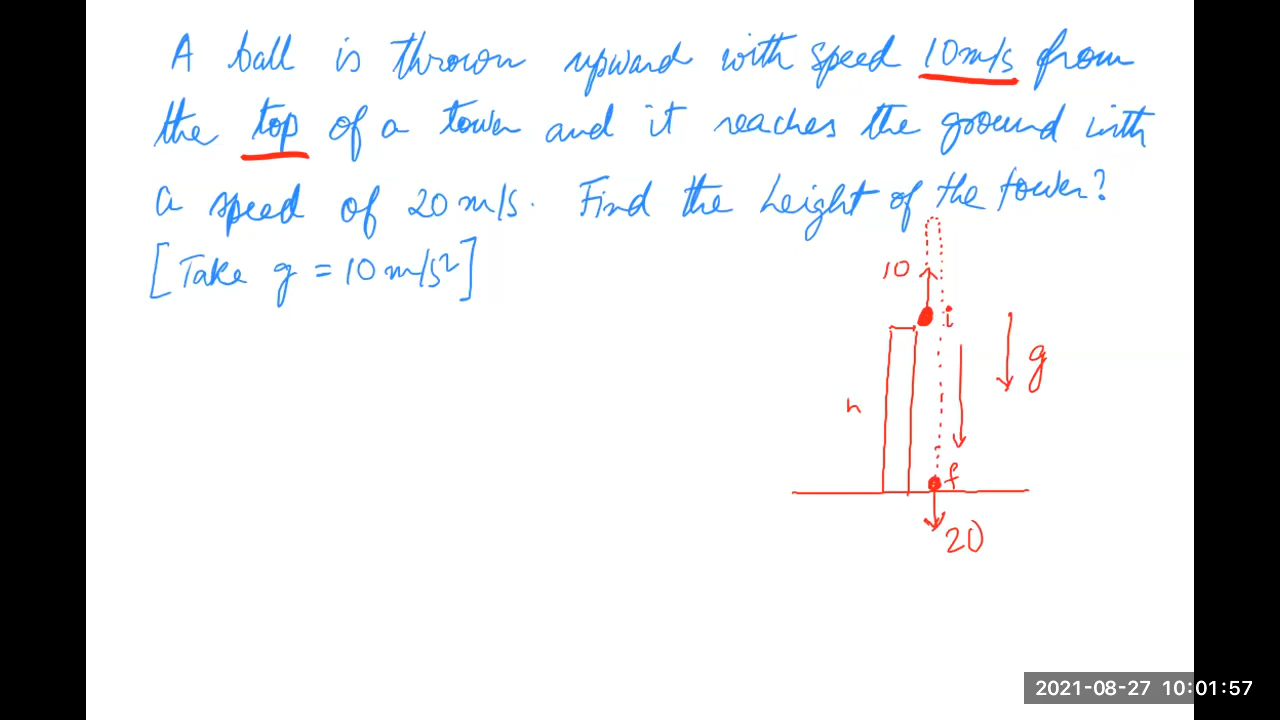 A ball is thrown upward with speed 10 m/s from
the top of a tower and it reaches the ground with
a speed of 20 m/s. Find the height of the tower?
[Take g = 10 m/s²]
10
i
g
h
f
20
2021-08-27 10:01:57